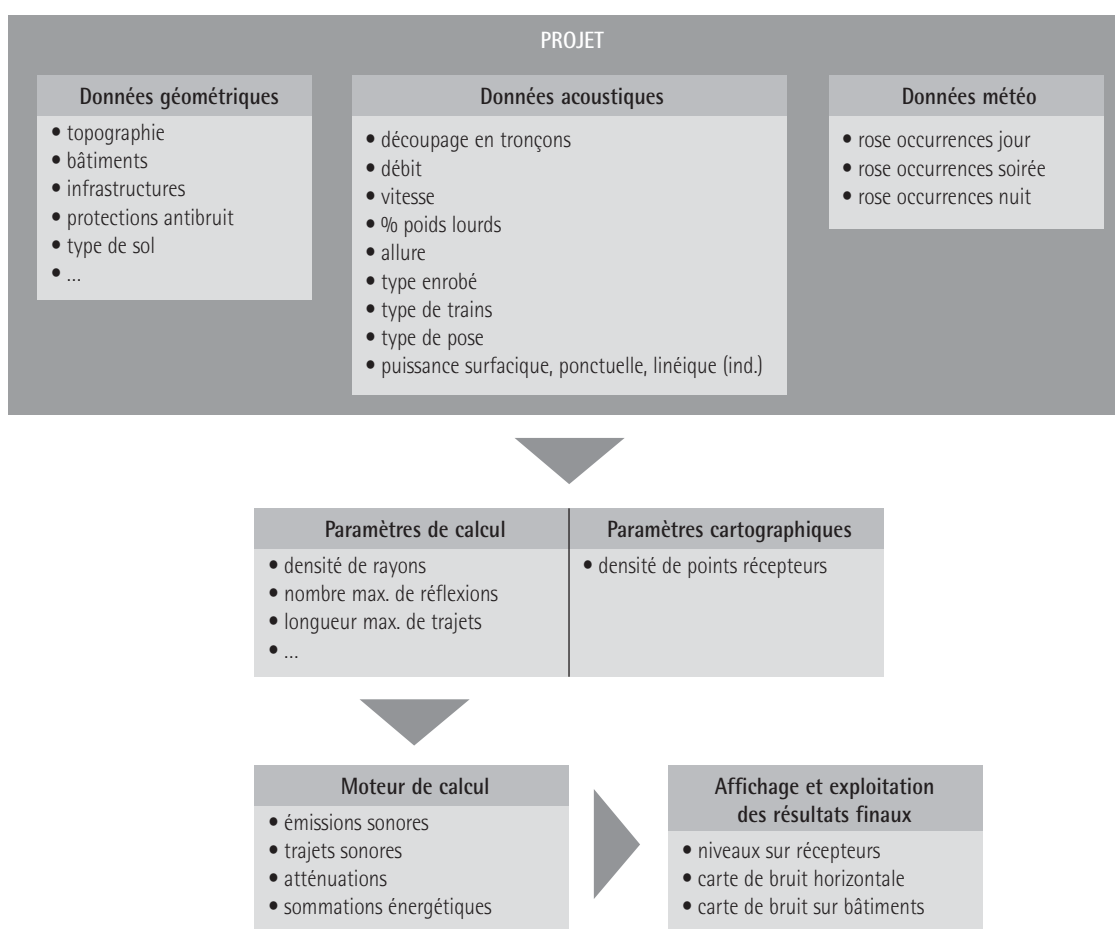 PROJET
Données géométriques
• topographie
• bâtiments
• infrastructures
• protections antibruit
• type de sol
• ...
Données acoustiques
• découpage en tronçons
• débit
• vitesse
• % poids lourds
• allure
• type enrobé
• type de trains
• type de pose
• puissance surfacique, ponctuelle, linéique (ind.)
Données météo
• rose occurrences jour
• rose occurrences soirée
• rose occurrences nuit
Paramètres de calcul
• densité de rayons
• nombre max. de réflexions
• longueur max. de trajets
• ...
Paramètres cartographiques
• densité de points récepteurs
Moteur de calcul
• émissions sonores
• trajets sonores
• atténuations
• sommations énergétiques
Affichage et exploitation
des résultats finaux
• niveaux sur récepteurs
• carte de bruit horizontale
• carte de bruit sur bâtiments